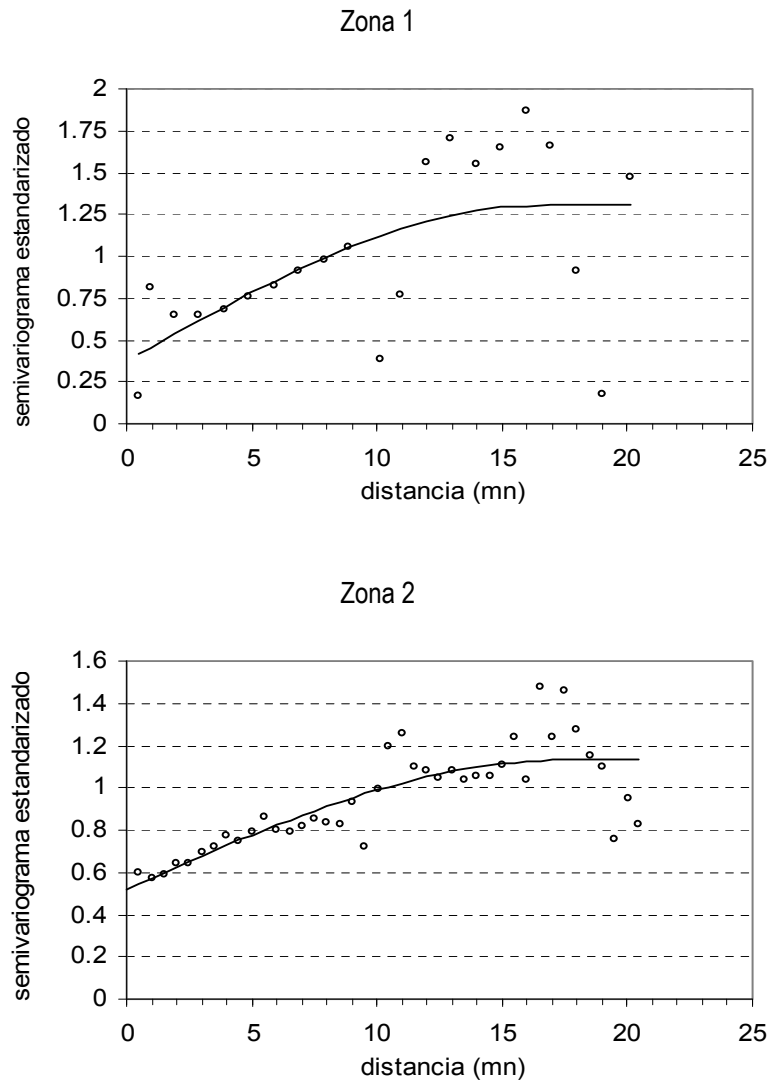 Zona 1
semivariograma estandarizado
2
1.75
1.5
1.25
1
0.75
0.5
0.25
0
0 5 10 15 20 25
distancia (mn)
Zona 2
semivariograma estandarizado
1.6
1.4
1.2
1
0.8
0.6
0.4
0.2
0
0 5 10 15 20 25
distancia (mn)